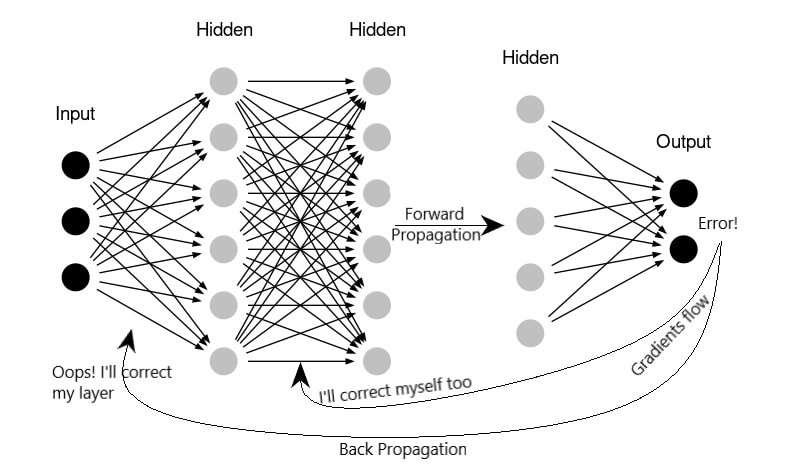 Hidden
Hidden
Hidden
Input
Output
Forward
Propagation
Error!
Gradients flow
Oops! I'll correct
my layer
I'll correct myself too
Back Propagation